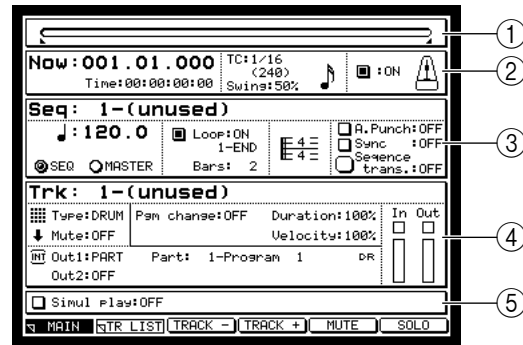 ①
Now:001.01.000 TC:1/16 (240) Swing:50% :ON ②
Time:00:00:00:00
Seq: 1-(unused)
♩:120.0 Loop:ON 1-END A.Punch:OFF
Sync :OFF ③
SEQ MASTER Bars: 2 4 4 Seqence trans.:OFF
Trk: 1-(unused)
Type:DRUM Pgm change:OFF Duration:100% In Out
Mute:OFF Velocity:100%
INT Out1:PART Part: 1-Program 1 DR ④
Out2:OFF
Simul play:OFF ⑤
MAIN TR LIST TRACK - TRACK + MUTE SOLO